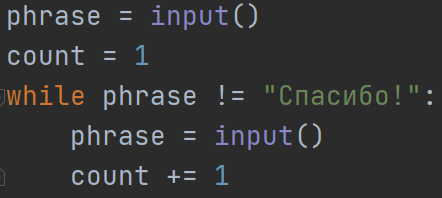 phrase = input()
count = 1
while phrase != "Спасибо!":
    phrase = input()
    count += 1